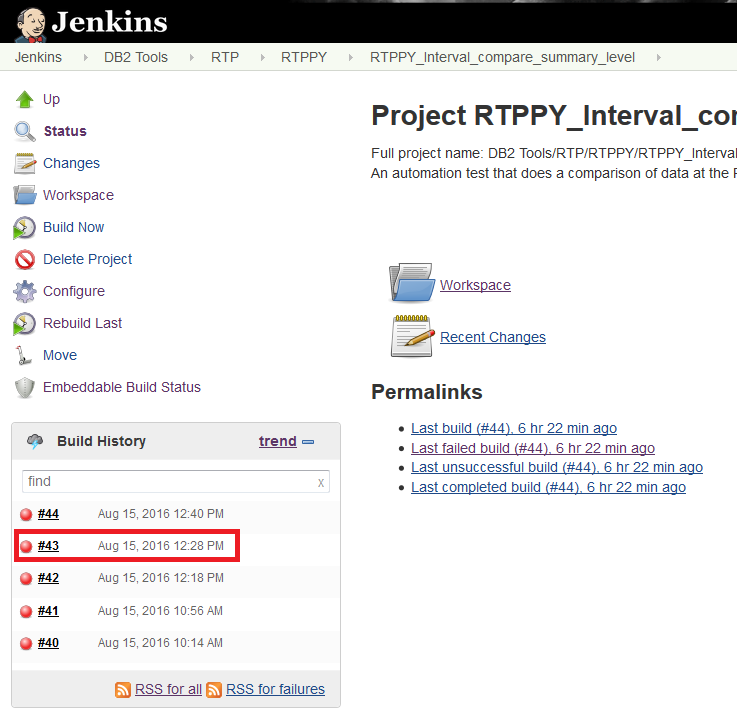 Jenkins
Jenkins DB2 Tools RTP RTPPY RTPPY_Interval_compare_summary_level
Up
Status
Changes
Workspace
Build Now
Delete Project
Configure
Rebuild Last
Move
Embeddable Build Status
Build History trend
find x
#44 Aug 15, 2016 12:40 PM
#43 Aug 15, 2016 12:28 PM
#42 Aug 15, 2016 12:18 PM
#41 Aug 15, 2016 10:56 AM
#40 Aug 15, 2016 10:14 AM
RSS for all RSS for failures
Project RTPPY_Interval_co
Full project name: DB2 Tools/RTP/RTPPY/RTPPY_Interval
An automation test that does a comparison of data at the
Workspace
Recent Changes
Permalinks
Last build (#44), 6 hr 22 min ago
Last failed build (#44), 6 hr 22 min ago
Last unsuccessful build (#44), 6 hr 22 min ago
Last completed build (#44), 6 hr 22 min ago